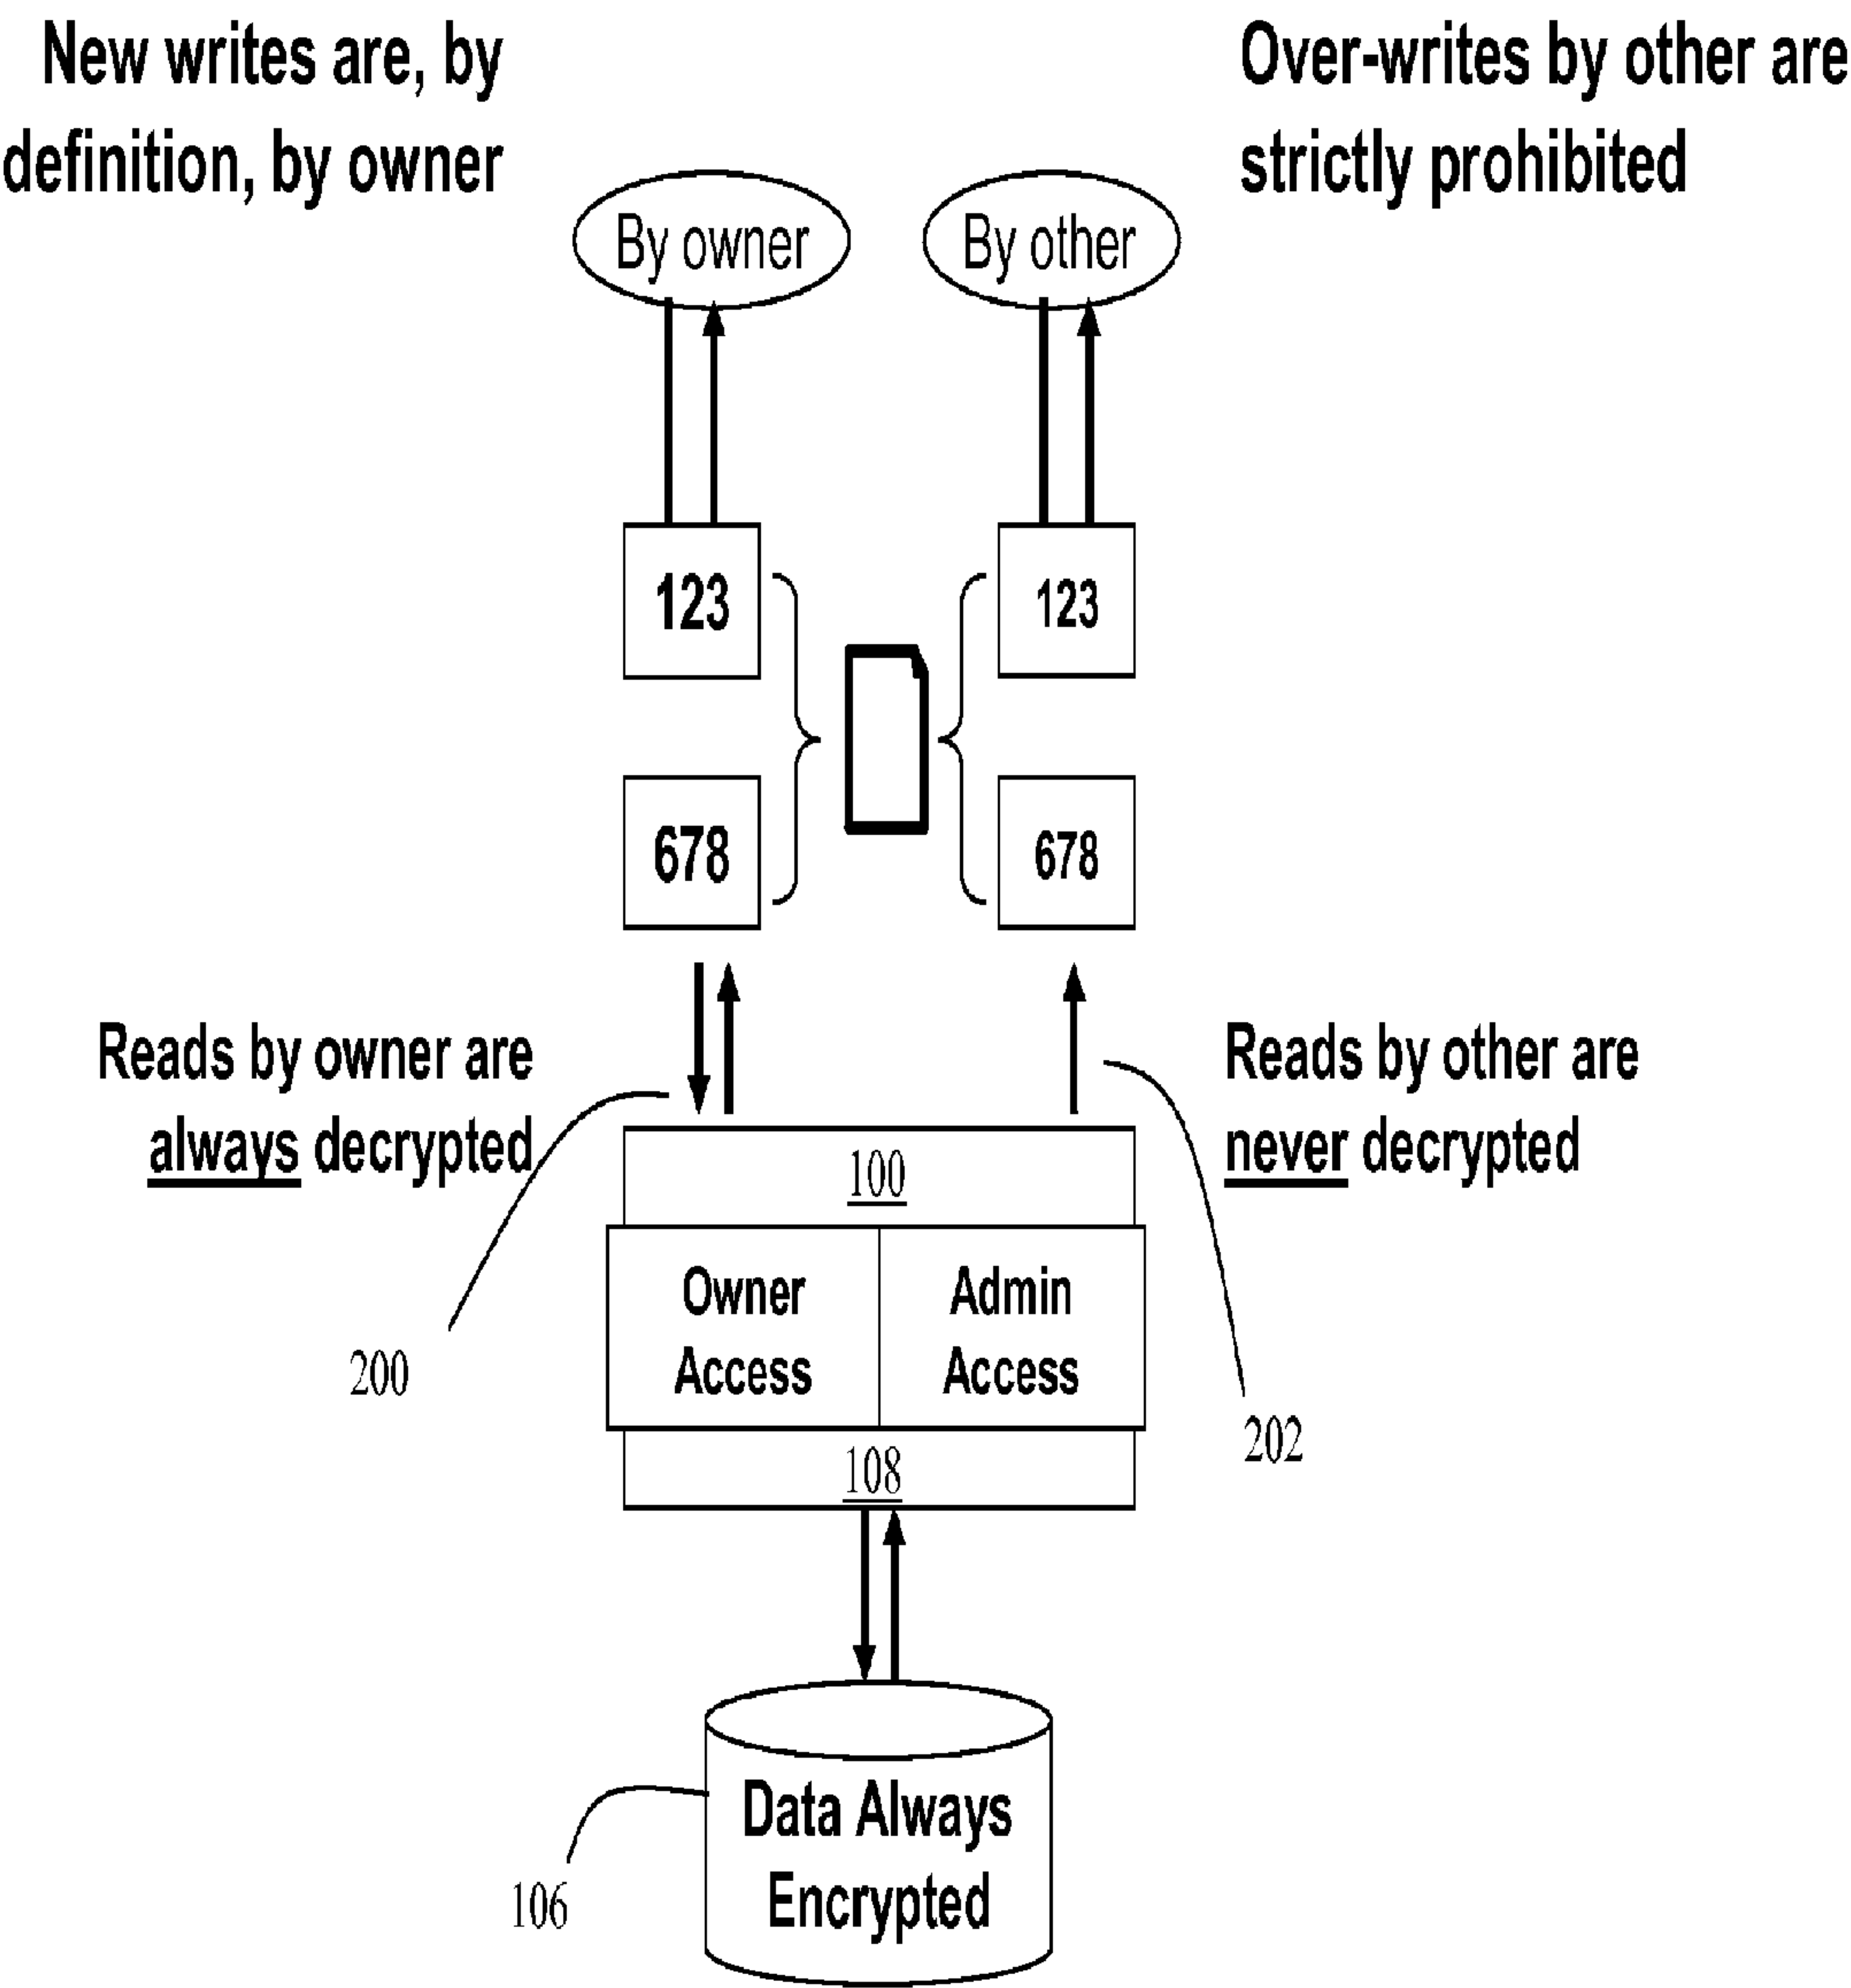 New writes are, by
definition, by owner
Over-writes by other are
strictly prohibited
By owner
By other
123
123
678
678
Reads by owner are
always decrypted
Reads by other are
never decrypted
100
Owner
Access
Admin
Access
200
202
108
Data Always
Encrypted
106